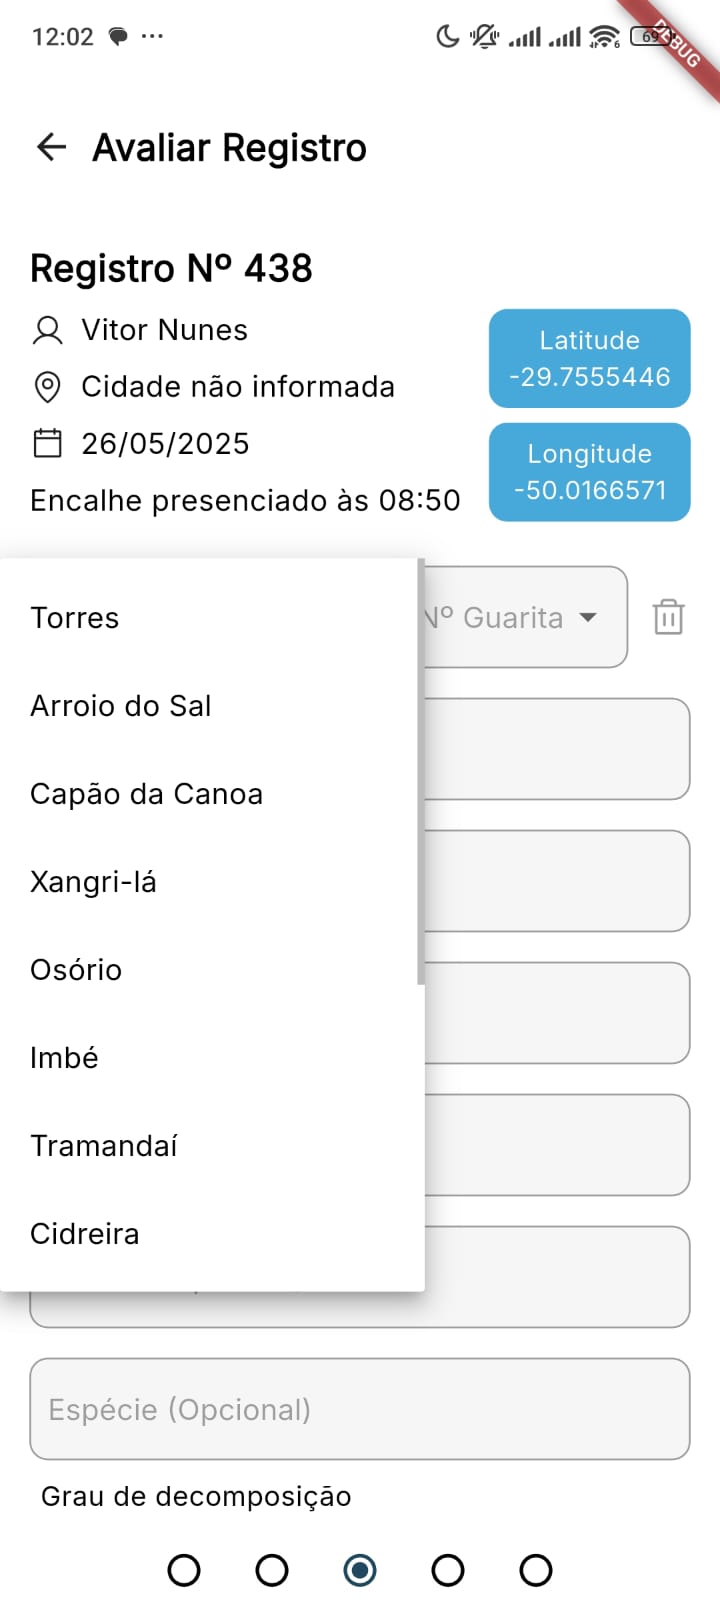 12:02
69
DEBUG
Avaliar Registro
Registro Nº 438
Vitor Nunes
Cidade não informada
26/05/2025
Encalhe presenciado às 08:50
Latitude
-29.7555446
Longitude
-50.0166571
Nº Guarita
Torres
Arroio do Sal
Capão da Canoa
Xangri-lá
Osório
Imbé
Tramandaí
Cidreira
Espécie (Opcional)
Grau de decomposição